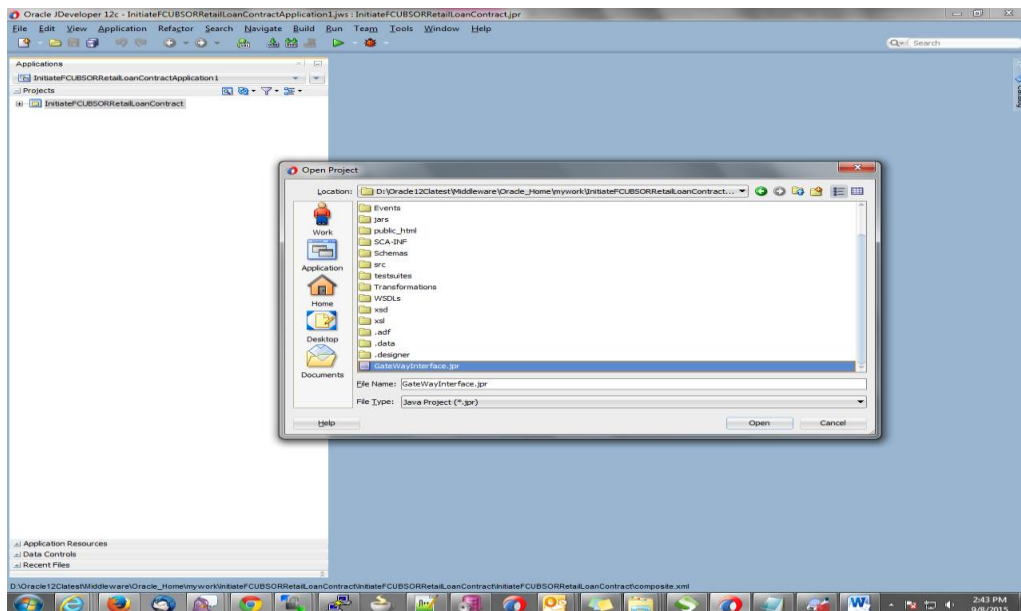 Oracle JDeveloper 12c - InitiateFCUBSORRetailLoanContractApplication1.jws : InitiateFCUBSORRetailLoanContract.jpr
File Edit View Application Refactor Search Navigate Build Run Team Tools Window Help
Search
Applications
InitiateFCUBSORRetailLoanContractApplication1
Projects
InitiateFCUBSORRetailLoanContract
Catalog
Open Project
Location: D:\Oracle12Clatest\Middleware\Oracle_Home\mywork\InitiateFCUBSORRetailLoanContract...
Work
Application
Home
Desktop
Documents
Events
jars
public_html
SCA-INF
Schemas
src
testsuites
Transformations
WSDLs
xsd
xsl
.adf
.data
.designer
GateWayInterface.jpr
File Name: GateWayInterface.jpr
File Type: Java Project (*.jpr)
Help Open Cancel
Application Resources
Data Controls
Recent Files
D:\Oracle12Clatest\Middleware\Oracle_Home\mywork\InitiateFCUBSORRetailLoanContract\InitiateFCUBSORRetailLoanContract\InitiateFCUBSORRetailLoanContract\composite.xml
2:43 PM
9/8/2015